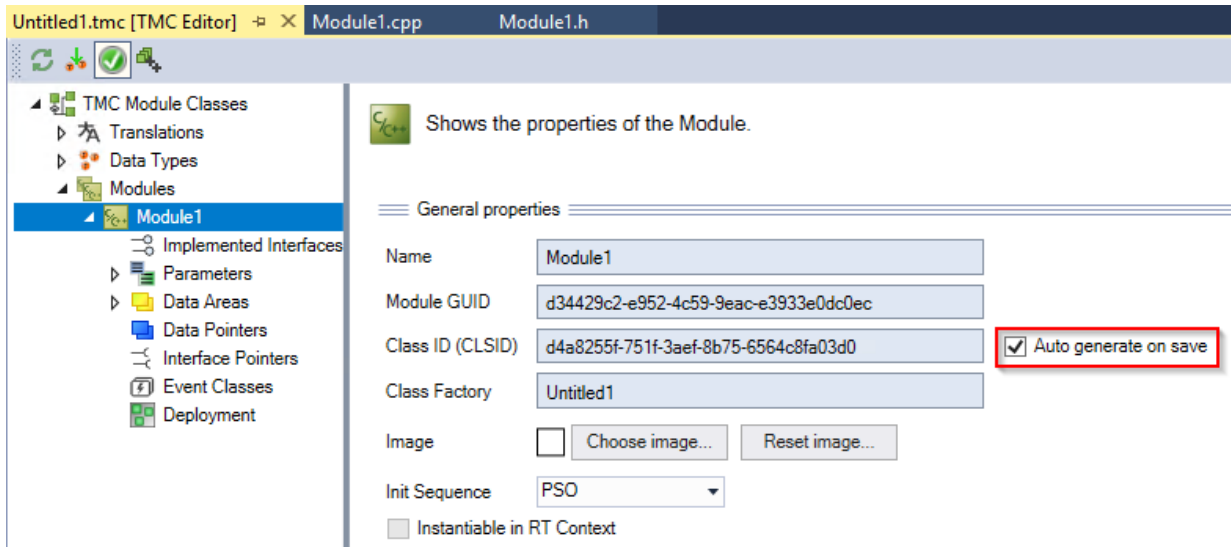 Untitled1.tmc [TMC Editor] Module1.cpp Module1.h
TMC Module Classes
Translations
Data Types
Modules
Module1
Implemented Interfaces
Parameters
Data Areas
Data Pointers
Interface Pointers
Event Classes
Deployment
Shows the properties of the Module.
General properties
Name Module1
Module GUID d34429c2-e952-4c59-9eac-e3933e0dc0ec
Class ID (CLSID) d4a8255f-751f-3aef-8b75-6564c8fa03d0 Auto generate on save
Class Factory Untitled1
Image Choose image... Reset image...
Init Sequence PSO
Instantiable in RT Context